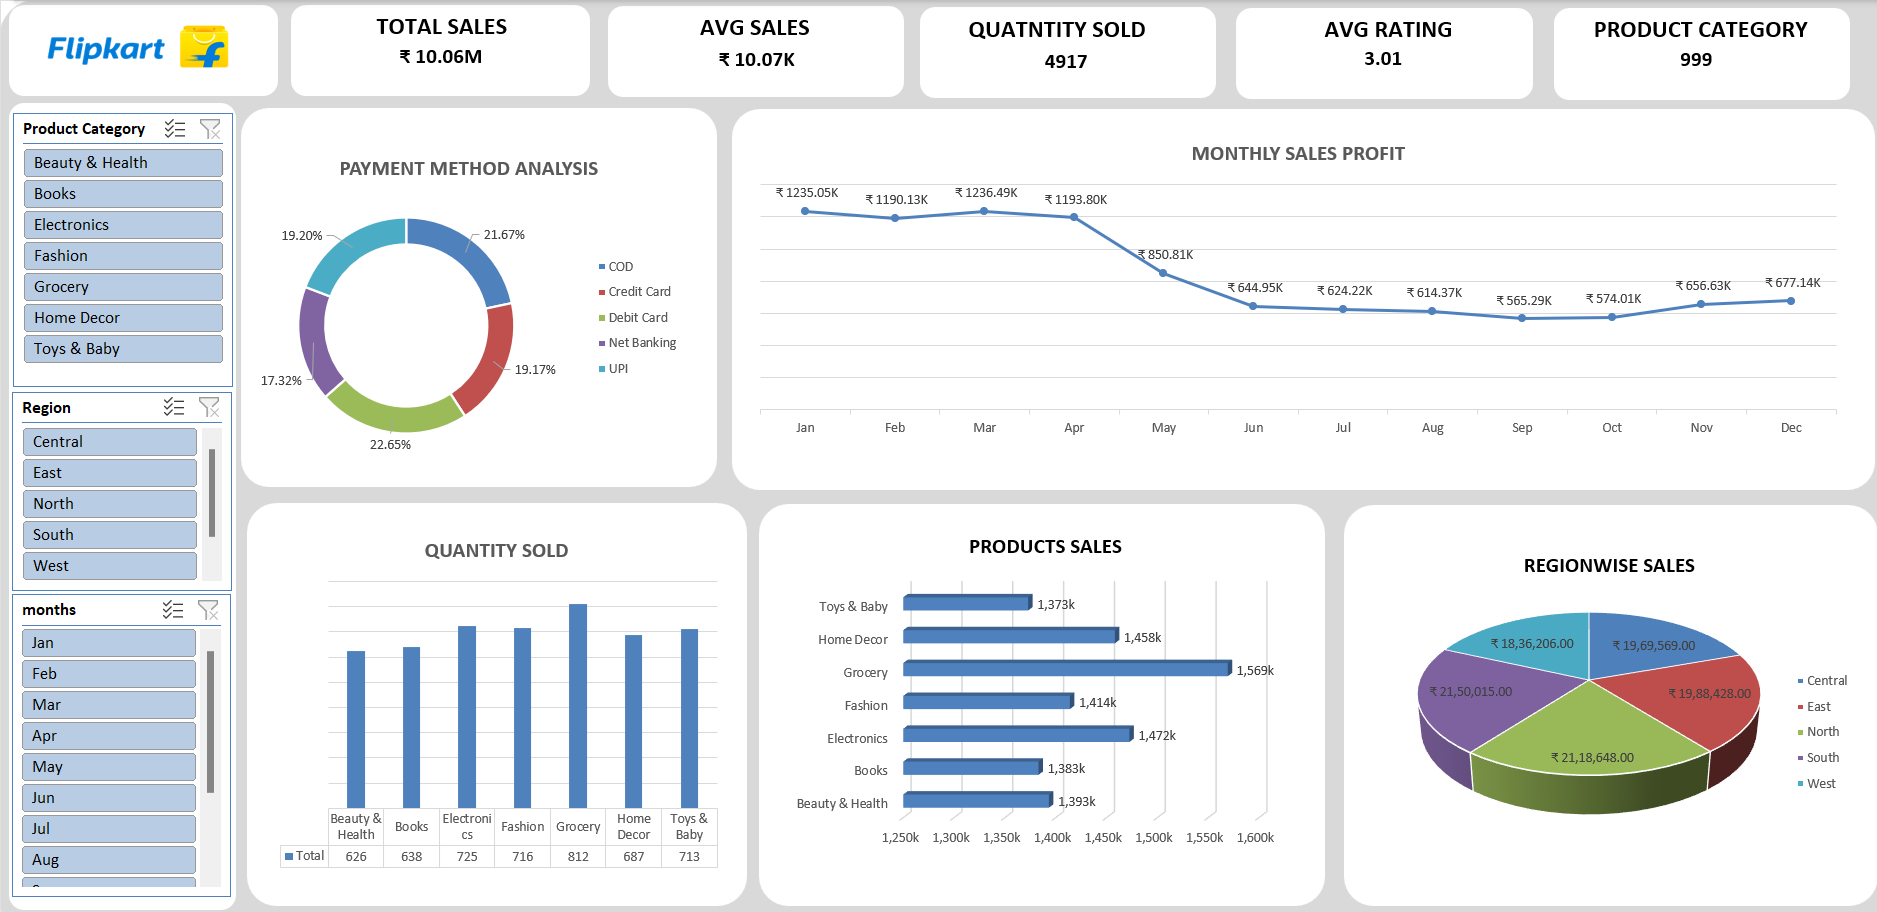 Flipkart
TOTAL SALES
₹ 10.06M
AVG SALES
₹ 10.07K
QUATNTITY SOLD
4917
AVG RATING
3.01
PRODUCT CATEGORY
999
Product Category
Beauty & Health
Books
Electronics
Fashion
Grocery
Home Decor
Toys & Baby
Region
Central
East
North
South
West
months
Jan
Feb
Mar
Apr
May
Jun
Jul
Aug
PAYMENT METHOD ANALYSIS
21.67%
19.17%
22.65%
17.32%
19.20%
COD
Credit Card
Debit Card
Net Banking
UPI
MONTHLY SALES PROFIT
₹ 1235.05K
₹ 1190.13K
₹ 1236.49K
₹ 1193.80K
₹ 850.81K
₹ 644.95K
₹ 624.22K
₹ 614.37K
₹ 565.29K
₹ 574.01K
₹ 656.63K
₹ 677.14K
Jan Feb Mar Apr May Jun Jul Aug Sep Oct Nov Dec
QUANTITY SOLD
Beauty &
Health
Books
Electroni
cs
Fashion
Grocery
Home
Decor
Toys &
Baby
Total 626 638 725 716 812 687 713
PRODUCTS SALES
Toys & Baby 1,373k
Home Decor 1,458k
Grocery 1,569k
Fashion 1,414k
Electronics 1,472k
Books 1,383k
Beauty & Health 1,393k
1,250k 1,300k 1,350k 1,400k 1,450k 1,500k 1,550k 1,600k
REGIONWISE SALES
₹ 18,36,206.00
₹ 19,69,569.00
₹ 21,50,015.00
₹ 19,88,428.00
₹ 21,18,648.00
Central
East
North
South
West